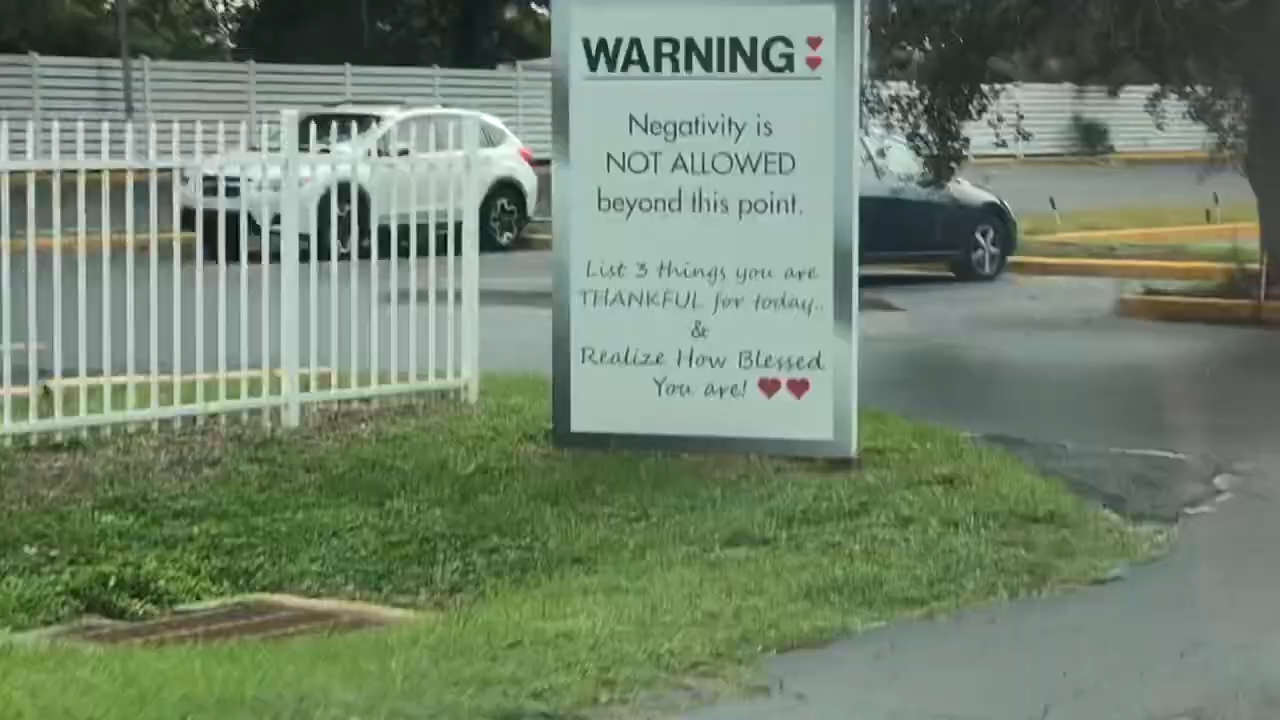 WARNING
Negativity is
NOT ALLOWED
beyond this point.
List 3 things you are
THANKFUL for today..
&
Realize How Blessed
You are!